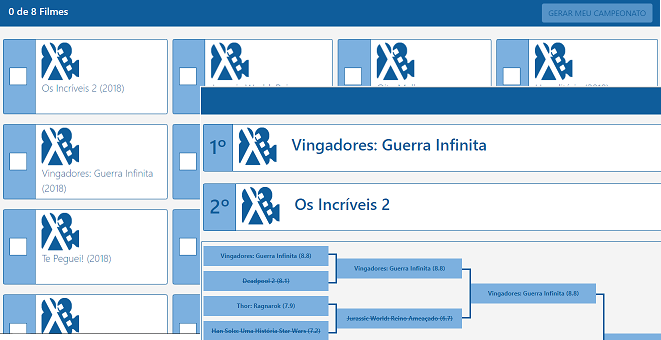 0 de 8 Filmes
GERAR MEU CAMPEONATO
Os Incríveis 2 (2018)
Vingadores: Guerra Infinita
(2018)
Te Peguei! (2018)
1º
Vingadores: Guerra Infinita
2º
Os Incríveis 2
Vingadores: Guerra Infinita (8.8)
Deadpool 2 (8.1)
Thor: Ragnarok (7.9)
Han Solo: Uma História Star Wars (7.2)
Vingadores: Guerra Infinita (8.8)
Jurassic World: Reino Ameaçado (6.7)
Vingadores: Guerra Infinita (8.8)